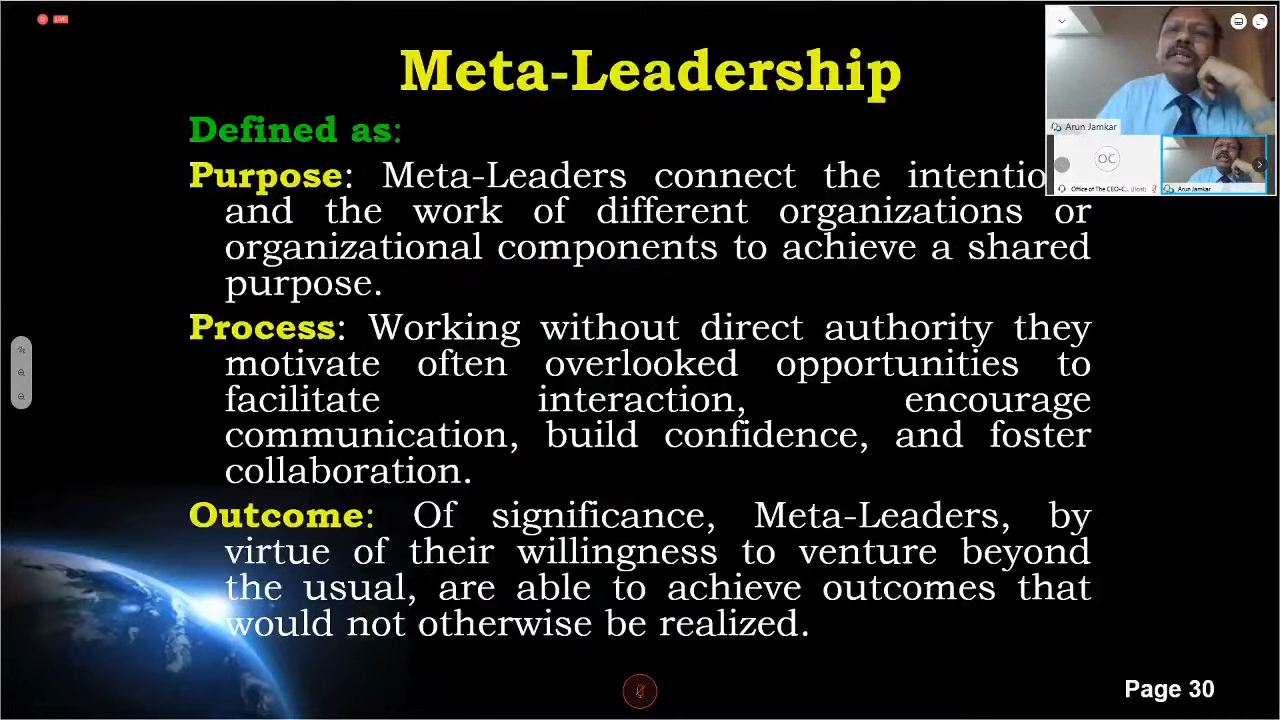 LIVE
Meta-Leadership
Defined as:
Purpose: Meta-Leaders connect the intention
and the work of different organizations or
organizational components to achieve a shared
purpose.
Process: Working without direct authority they
motivate often overlooked opportunities to
facilitate interaction, encourage
communication, build confidence, and foster
collaboration.
Outcome: Of significance, Meta-Leaders, by
virtue of their willingness to venture beyond
the usual, are able to achieve outcomes that
would not otherwise be realized.
Page 30
Arun Jamkar
OC
Office of The CEO-C... (Host)
Arun Jamkar